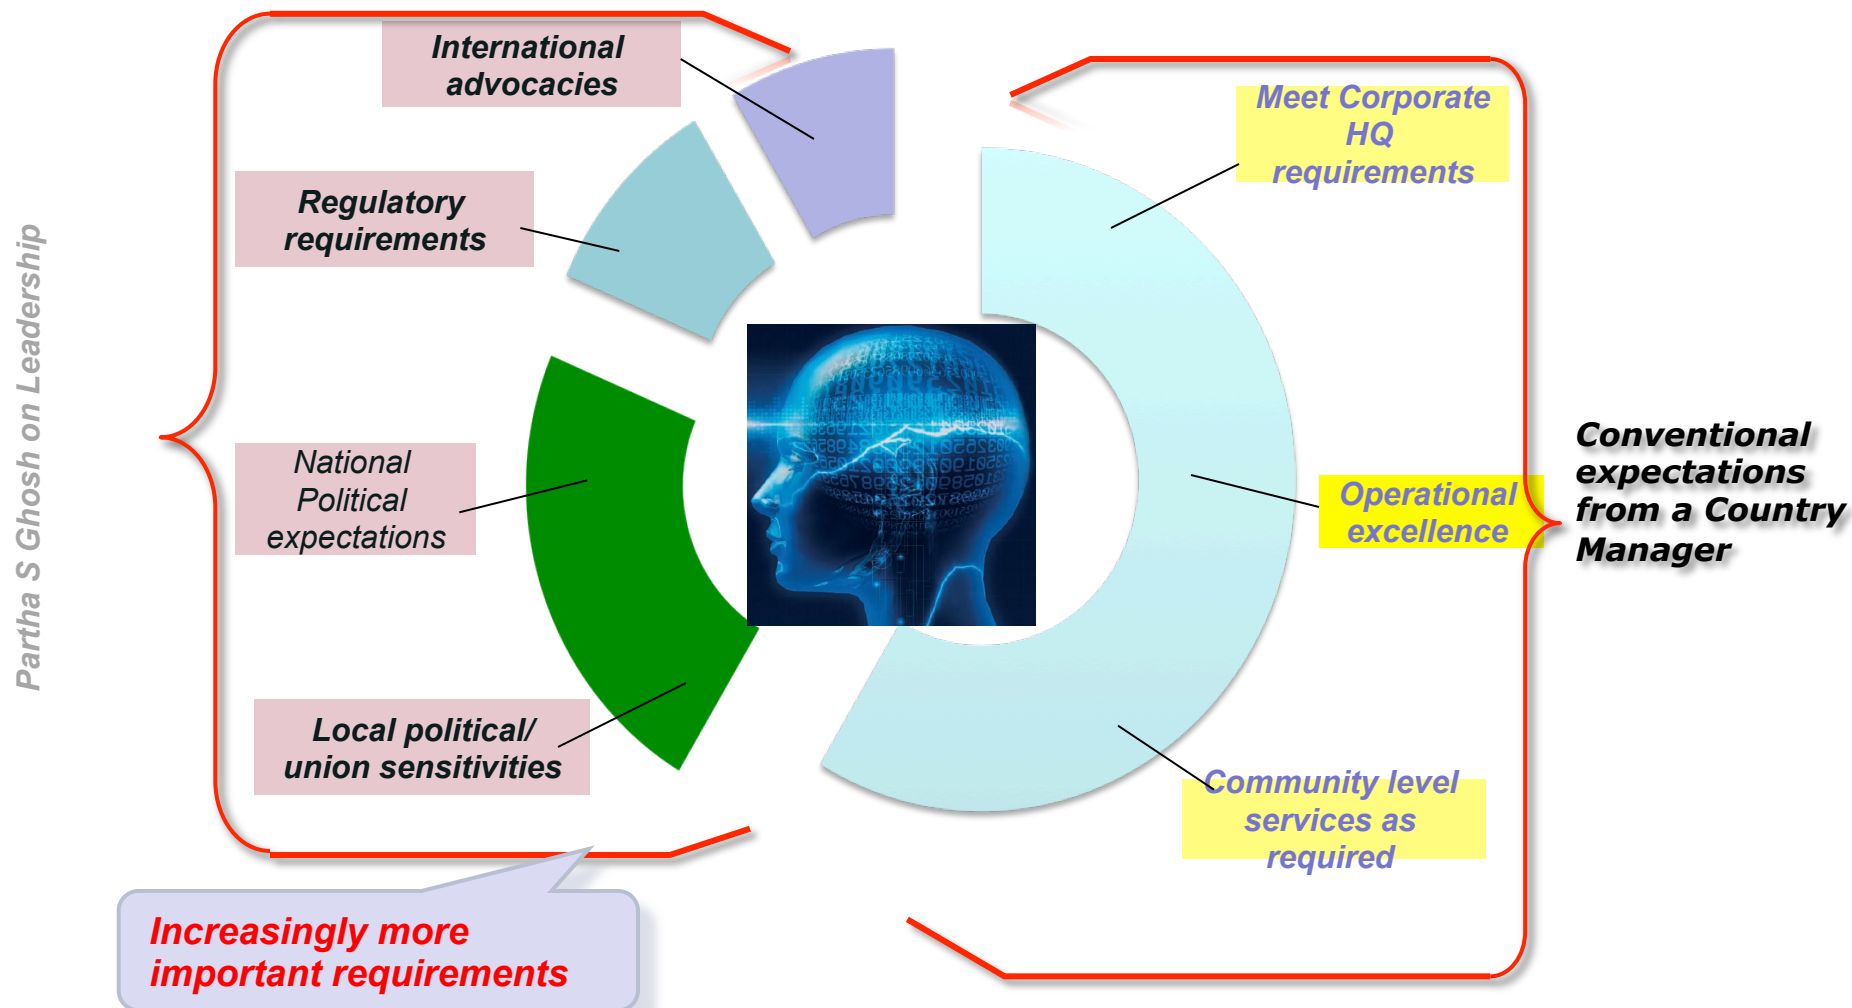 Partha S Ghosh on Leadership
International
advocacies
Regulatory
requirements
National
Political
expectations
Local political/
union sensitivities
Increasingly more
important requirements
Meet Corporate
HQ
requirements
Operational
excellence
Community level
services as
required
Conventional
expectations
from a Country
Manager